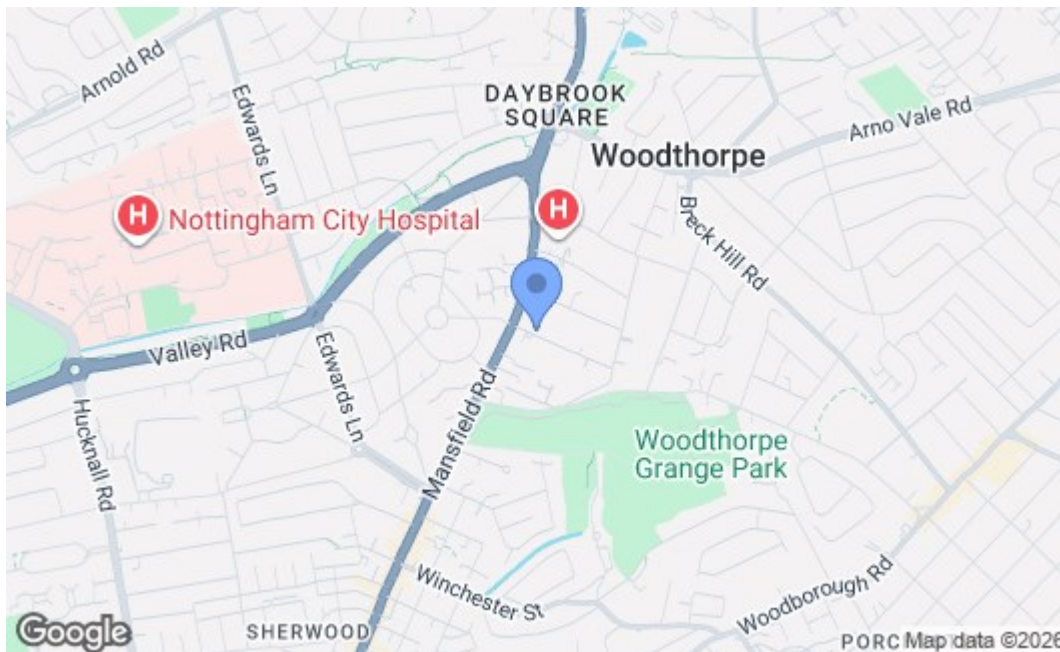 Arnold Rd
Edwards Ln
DAYBROOK
SQUARE
Woodthorpe
Arno Vale Rd
H
Nottingham City Hospital
H
Breck Hill Rd
Valley Rd
Edwards Ln
Hucknall Rd
Mansfield Rd
Woodthorpe
Grange Park
Winchester St
Woodborough Rd
Google
SHERWOOD
PORC
Map data ©2026